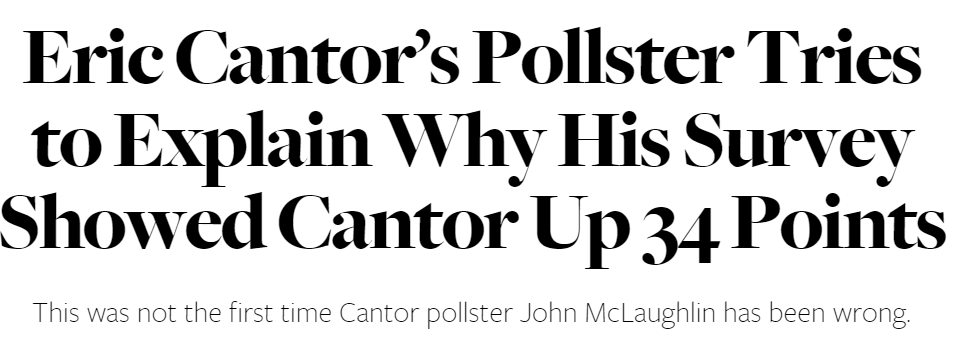 Eric Cantor’s Pollster Tries
to Explain Why His Survey
Showed Cantor Up 34 Points
This was not the first time Cantor pollster John McLaughlin has been wrong.